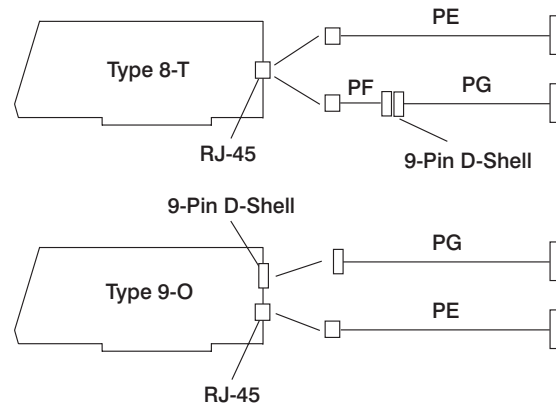 PE
Type 8-T
PF
PG
RJ-45
9-Pin D-Shell
9-Pin D-Shell
PG
Type 9-O
PE
RJ-45